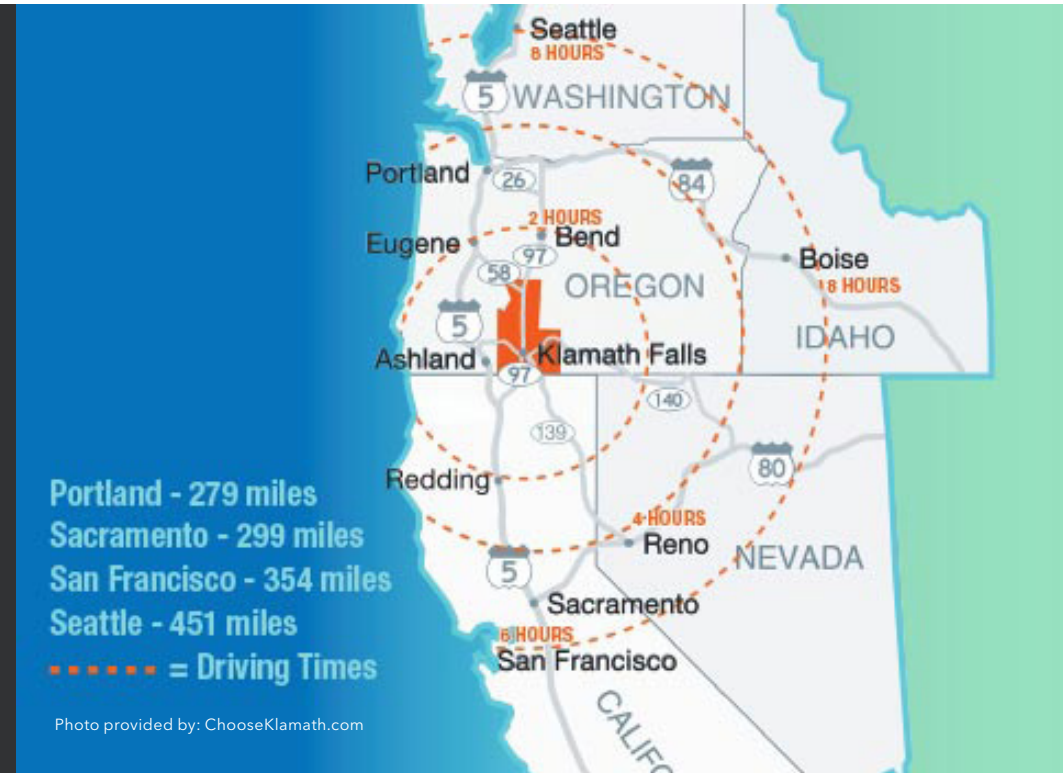 Seattle
8 HOURS
5
WASHINGTON
Portland
26
84
2 HOURS
Eugene
Bend
97
58
Boise
OREGON
8 HOURS
5
IDAHO
Ashland
Klamath Falls
97
140
139
80
Redding
4 HOURS
Reno
NEVADA
5
Sacramento
6 HOURS
San Francisco
CALIFO
Portland - 279 miles
Sacramento - 299 miles
San Francisco - 354 miles
Seattle - 451 miles
= Driving Times
Photo provided by: ChooseKlamath.com